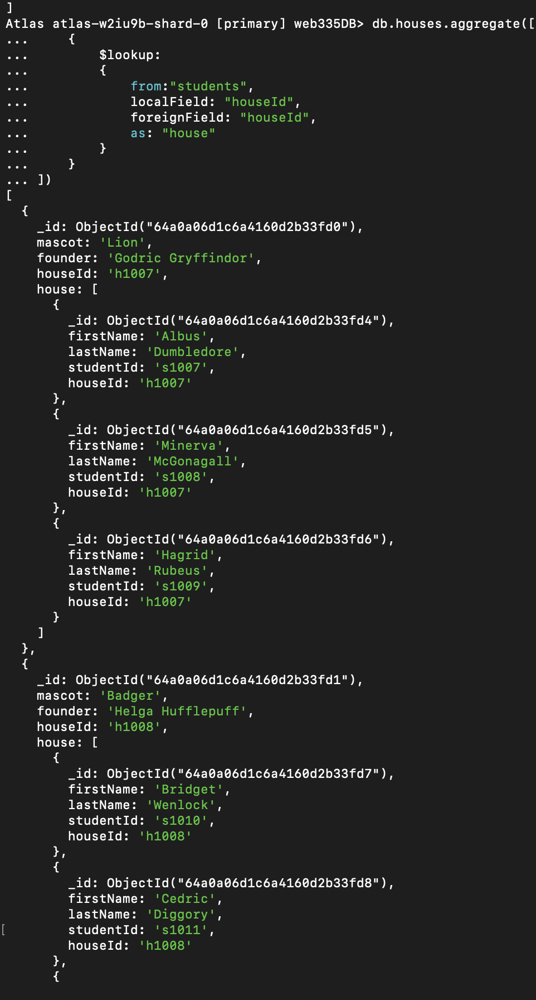 ]
Atlas atlas-w2iu9b-shard-0 [primary] web335DB> db.houses.aggregate([
...     {
...         $lookup:
...         {
...             from:"students",
...             localField: "houseId",
...             foreignField: "houseId",
...             as: "house"
...         }
...     }
... ])
[
  {
    _id: ObjectId("64a0a06d1c6a4160d2b33fd0"),
    mascot: 'Lion',
    founder: 'Godric Gryffindor',
    houseId: 'h1007',
    house: [
      {
        _id: ObjectId("64a0a06d1c6a4160d2b33fd4"),
        firstName: 'Albus',
        lastName: 'Dumbledore',
        studentId: 's1007',
        houseId: 'h1007'
      },
      {
        _id: ObjectId("64a0a06d1c6a4160d2b33fd5"),
        firstName: 'Minerva',
        lastName: 'McGonagall',
        studentId: 's1008',
        houseId: 'h1007'
      },
      {
        _id: ObjectId("64a0a06d1c6a4160d2b33fd6"),
        firstName: 'Hagrid',
        lastName: 'Rubeus',
        studentId: 's1009',
        houseId: 'h1007'
      }
    ]
  },
  {
    _id: ObjectId("64a0a06d1c6a4160d2b33fd1"),
    mascot: 'Badger',
    founder: 'Helga Hufflepuff',
    houseId: 'h1008',
    house: [
      {
        _id: ObjectId("64a0a06d1c6a4160d2b33fd7"),
        firstName: 'Bridget',
        lastName: 'Wenlock',
        studentId: 's1010',
        houseId: 'h1008'
      },
      {
        _id: ObjectId("64a0a06d1c6a4160d2b33fd8"),
        firstName: 'Cedric',
        lastName: 'Diggory',
[       studentId: 's1011',
        houseId: 'h1008'
      },
      {